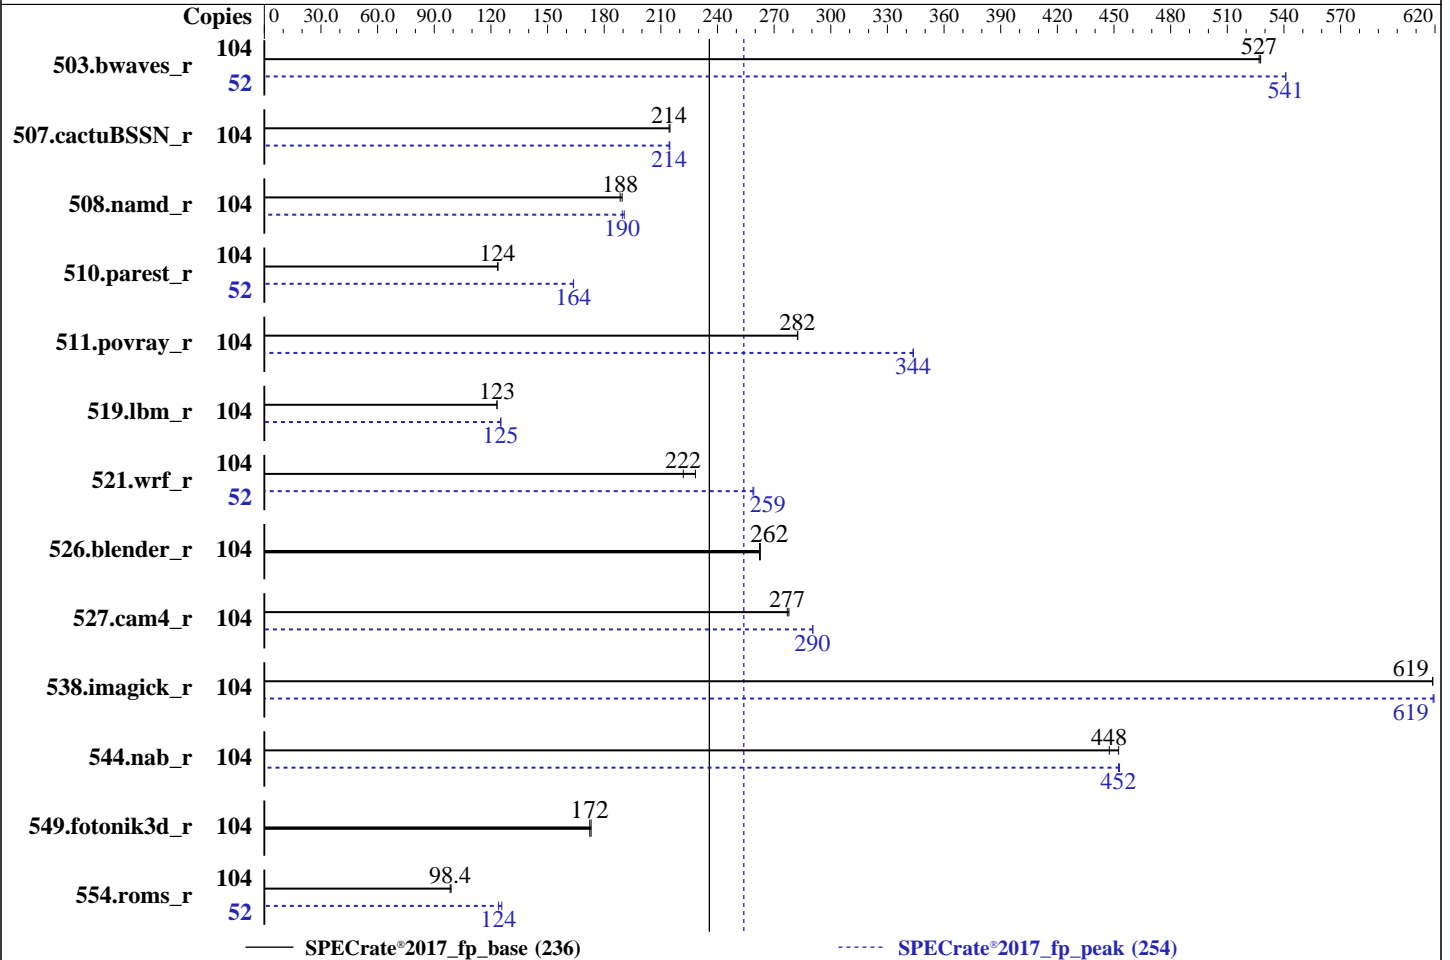 Copies 0 30.0 60.0 90.0 120 150 180 210 240 270 300 330 360 390 420 450 480 510 540 570 620
503.bwaves_r 104 527
52 541
507.cactuBSSN_r 104 214
214
508.namd_r 104 188
190
510.parest_r 104 124
52 164
511.povray_r 104 282
344
519.lbm_r 104 123
125
521.wrf_r 104 222
52 259
526.blender_r 104 262
527.cam4_r 104 277
290
538.imagick_r 104 619
619
544.nab_r 104 448
452
549.fotonik3d_r 104 172
554.roms_r 104 98.4
52 124
SPECrate®2017_fp_base (236) SPECrate®2017_fp_peak (254)